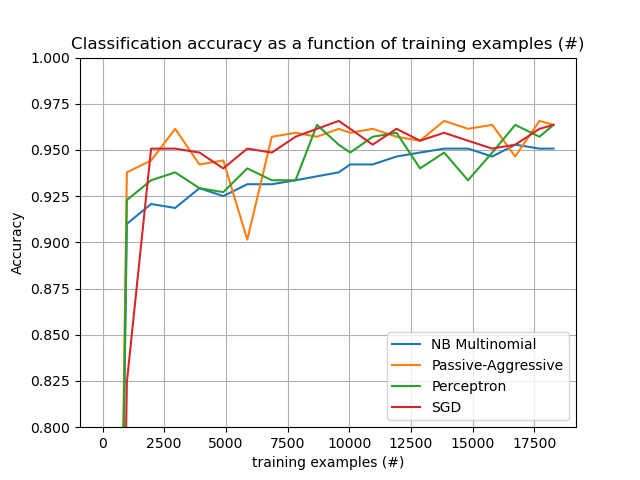 Classification accuracy as a function of training examples (#)
1.000
0.975
0.950
0.925
0.900
0.875
0.850
0.825
0.800
Accuracy
NB Multinomial
Passive-Aggressive
Perceptron
SGD
0 2500 5000 7500 10000 12500 15000 17500
training examples (#)